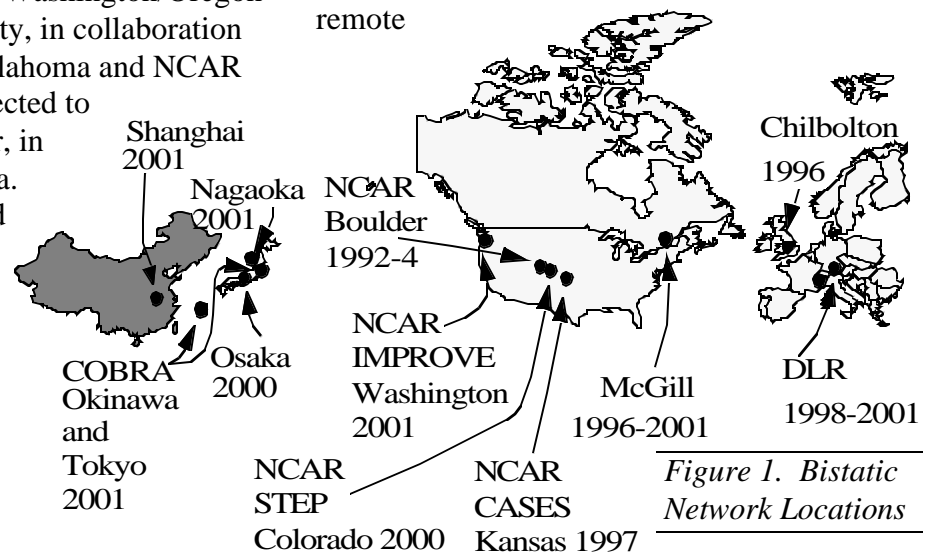 Washington/Oregon
ty, in collaboration
lahoma and NCAR
ected to
r, in
a.
d
remote
Shanghai
2001
Nagaoka
2001
NCAR
Boulder
1992-4
Chilbolton
1996
COBRA
Okinawa
and
Tokyo
2001
Osaka
2000
NCAR
IMPROVE
Washington
2001
McGill
1996-2001
DLR
1998-2001
NCAR
STEP
Colorado 2000
NCAR
CASES
Kansas 1997
Figure 1. Bistatic
Network Locations